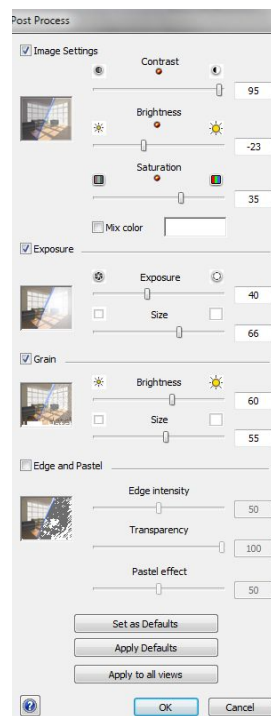 Post Process
Image Settings
Contrast
95
Brightness
-23
Saturation
35
Mix color
Exposure
Exposure
40
Size
66
Grain
Brightness
60
Size
55
Edge and Pastel
Edge intensity
50
Transparency
100
Pastel effect
50
Set as Defaults
Apply Defaults
Apply to all views
?
OK
Cancel